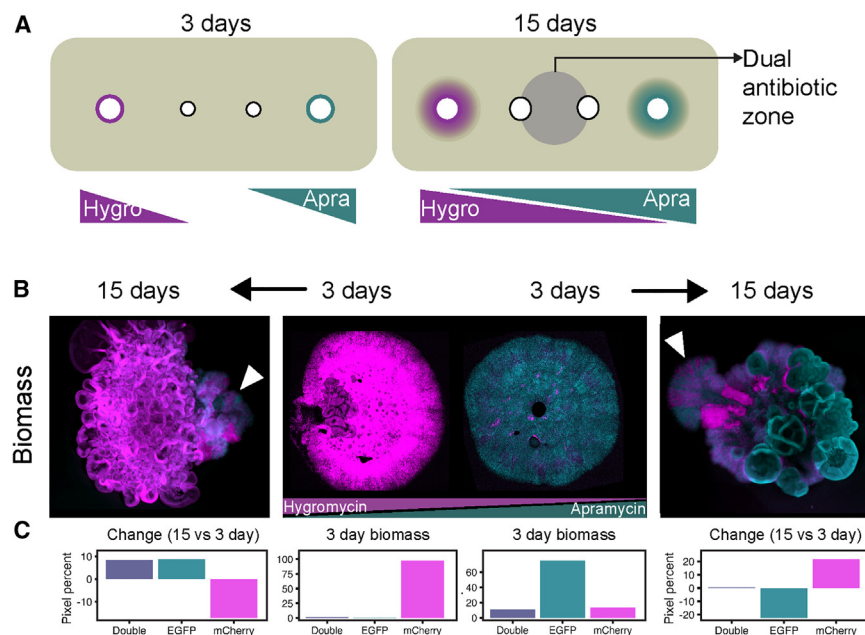 A
3 days
15 days
Dual
antibiotic
zone
Hygro
Apra
Hygro
Apra
B
15 days
3 days
3 days
15 days
Biomass
Hygromycin
Apramycin
C
Change (15 vs 3 day)
3 day biomass
3 day biomass
Change (15 vs 3 day)
Pixel percent
10
0
-10
Double
EGFP
mCherry
100
75
50
25
0
Double
EGFP
mCherry
60
20
0
Double
EGFP
mCherry
20
10
0
-10
-20
Double
EGFP
mCherry